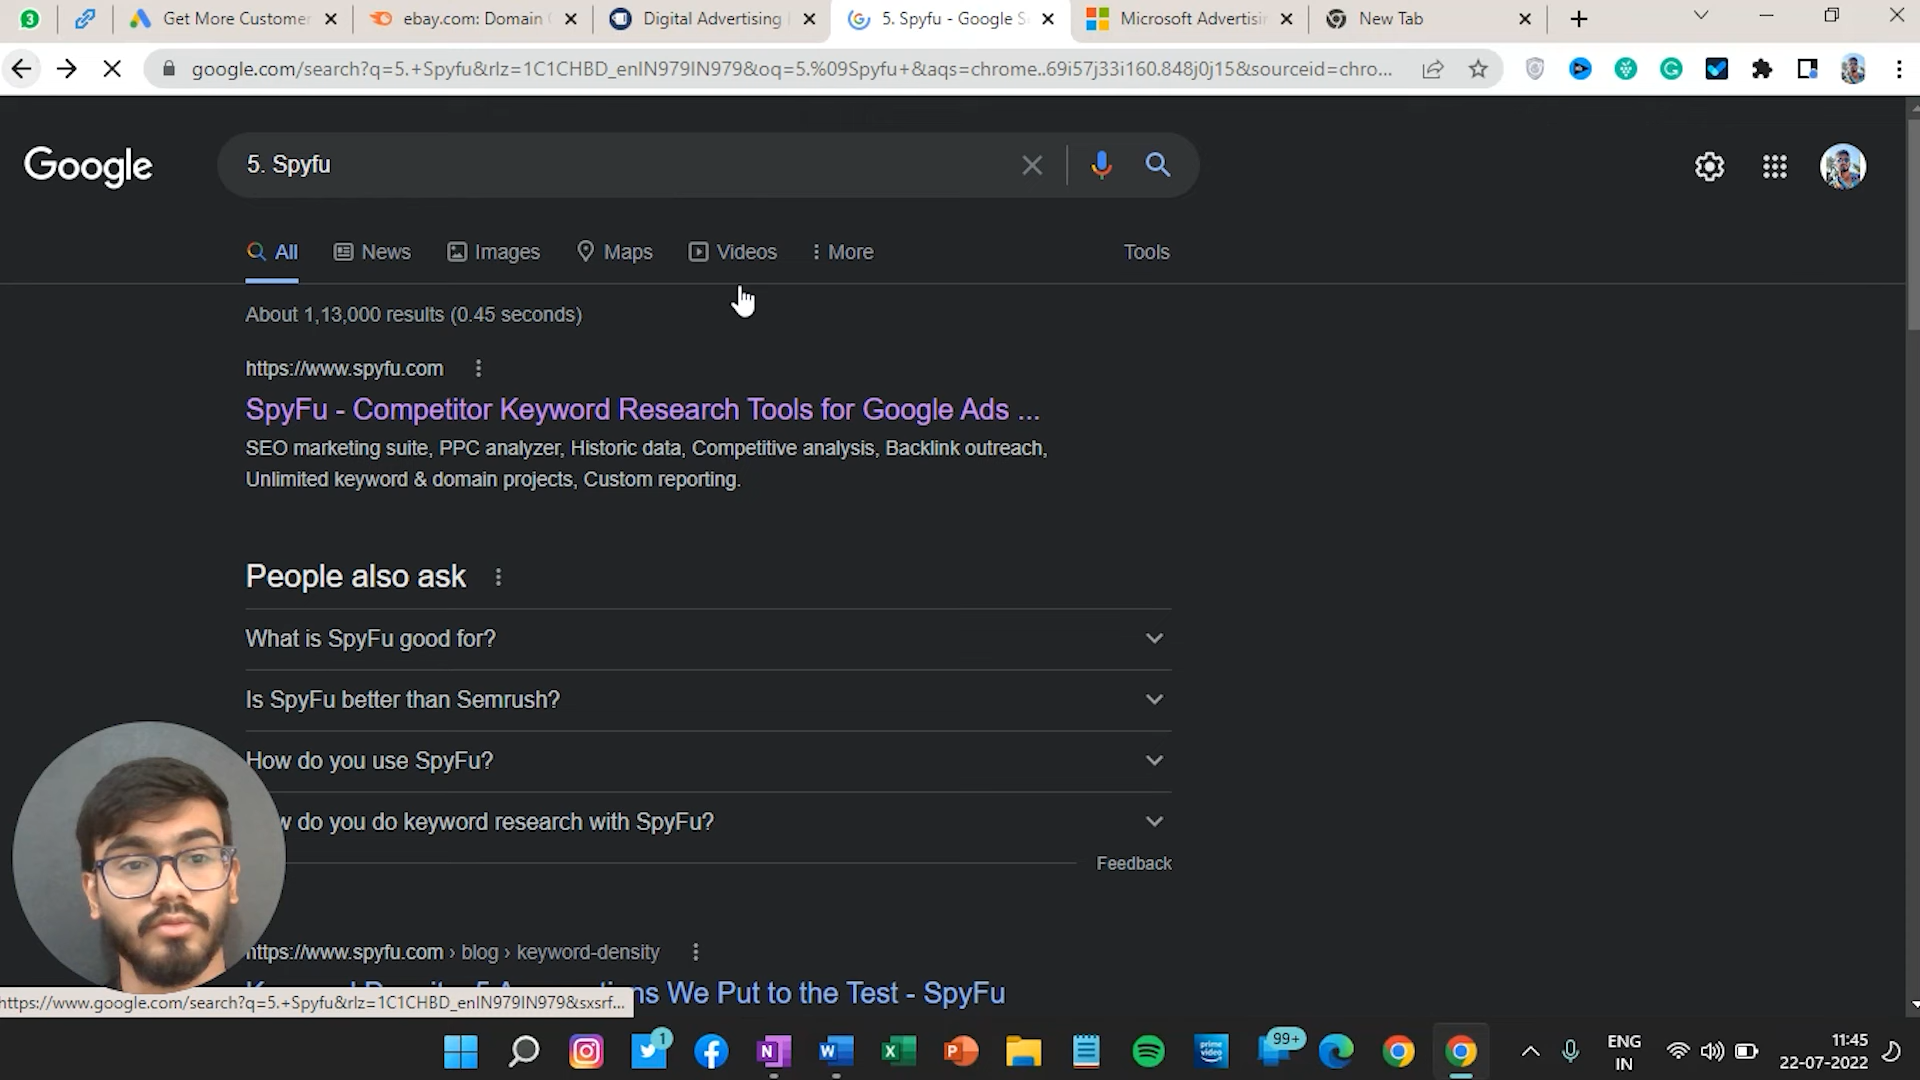 3
Get More Customer
ebay.com: Domain
Digital Advertising
5. Spyfu - Google S
Microsoft Advertisi
New Tab
google.com/search?q=5.+Spyfu&rlz=1C1CHBD_enIN979IN979&oq=5.%09Spyfu+&aqs=chrome..69i57j33i160.848j0j15&sourceid=chro...
Google
5. Spyfu
All
News
Images
Maps
Videos
More
Tools
About 1,13,000 results (0.45 seconds)
https://www.spyfu.com
SpyFu - Competitor Keyword Research Tools for Google Ads ...
SEO marketing suite, PPC analyzer, Historic data, Competitive analysis, Backlink outreach,
Unlimited keyword & domain projects, Custom reporting.
People also ask
What is SpyFu good for?
Is SpyFu better than Semrush?
How do you use SpyFu?
do you do keyword research with SpyFu?
Feedback
https://www.spyfu.com › blog › keyword-density
We Put to the Test - SpyFu
https://www.google.com/search?q=5.+Spyfu&rlz=1C1CHBD_enIN979IN979&sxsrf...
1
N
W
X
P
prime video
99+
ENG
IN
11:45
22-07-2022